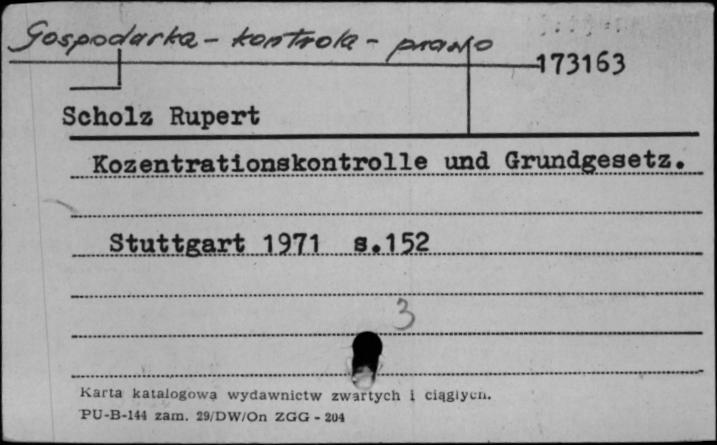 Gospodarka - kontrola - prawo
173163
Scholz Rupert
Kozentrationskontrolle und Grundgesetz.
Stuttgart 1971 s.152
3
Karta katalogowa wydawnictw zwartych i ciągłych.
PU-B-144 zam. 29/DW/On ZGG - 204